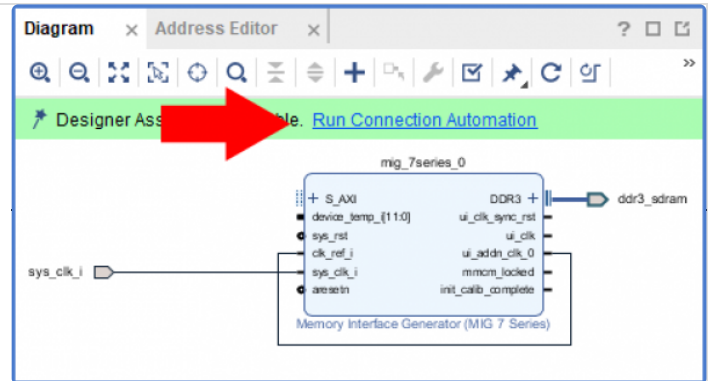 Diagram × Address Editor ×
? 
»
Designer Ass le. Run Connection Automation
mig_7series_0
S_AXI DDR3
device_temp_i[11:0] ui_clk_sync_rst
sys_rst ui_clk
clk_ref_i ui_addn_clk_0
sys_clk_i mmcm_locked
aresetn init_calib_complete
ddr3_sdram
sys_clk_i
Memory Interface Generator (MIG 7 Series)